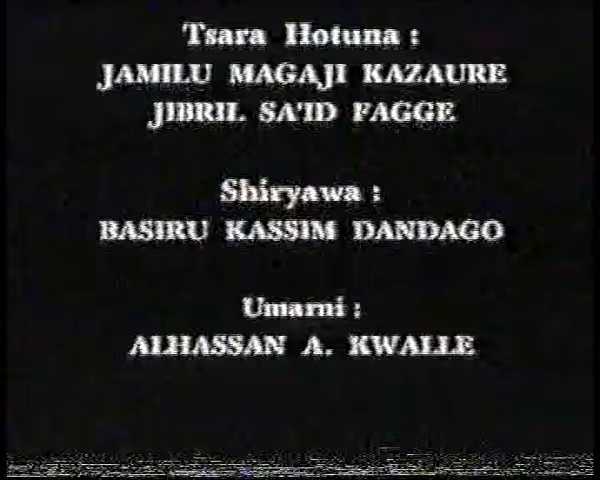 Tsara Hotuna :
JAMILU MAGAJI KAZAURE
JIBRIL SA'ID FAGGE
Shiryawa :
BASIRU KASSIM DANDAGO
Umarni :
ALHASSAN A. KWALLE